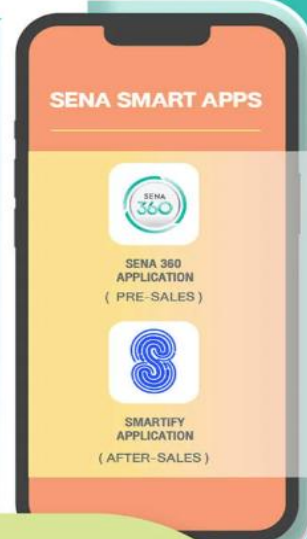 SENA SMART APPS
SENA
360
SENA 360
APPLICATION
( PRE-SALES )
S
SMARTIFY
APPLICATION
( AFTER-SALES )